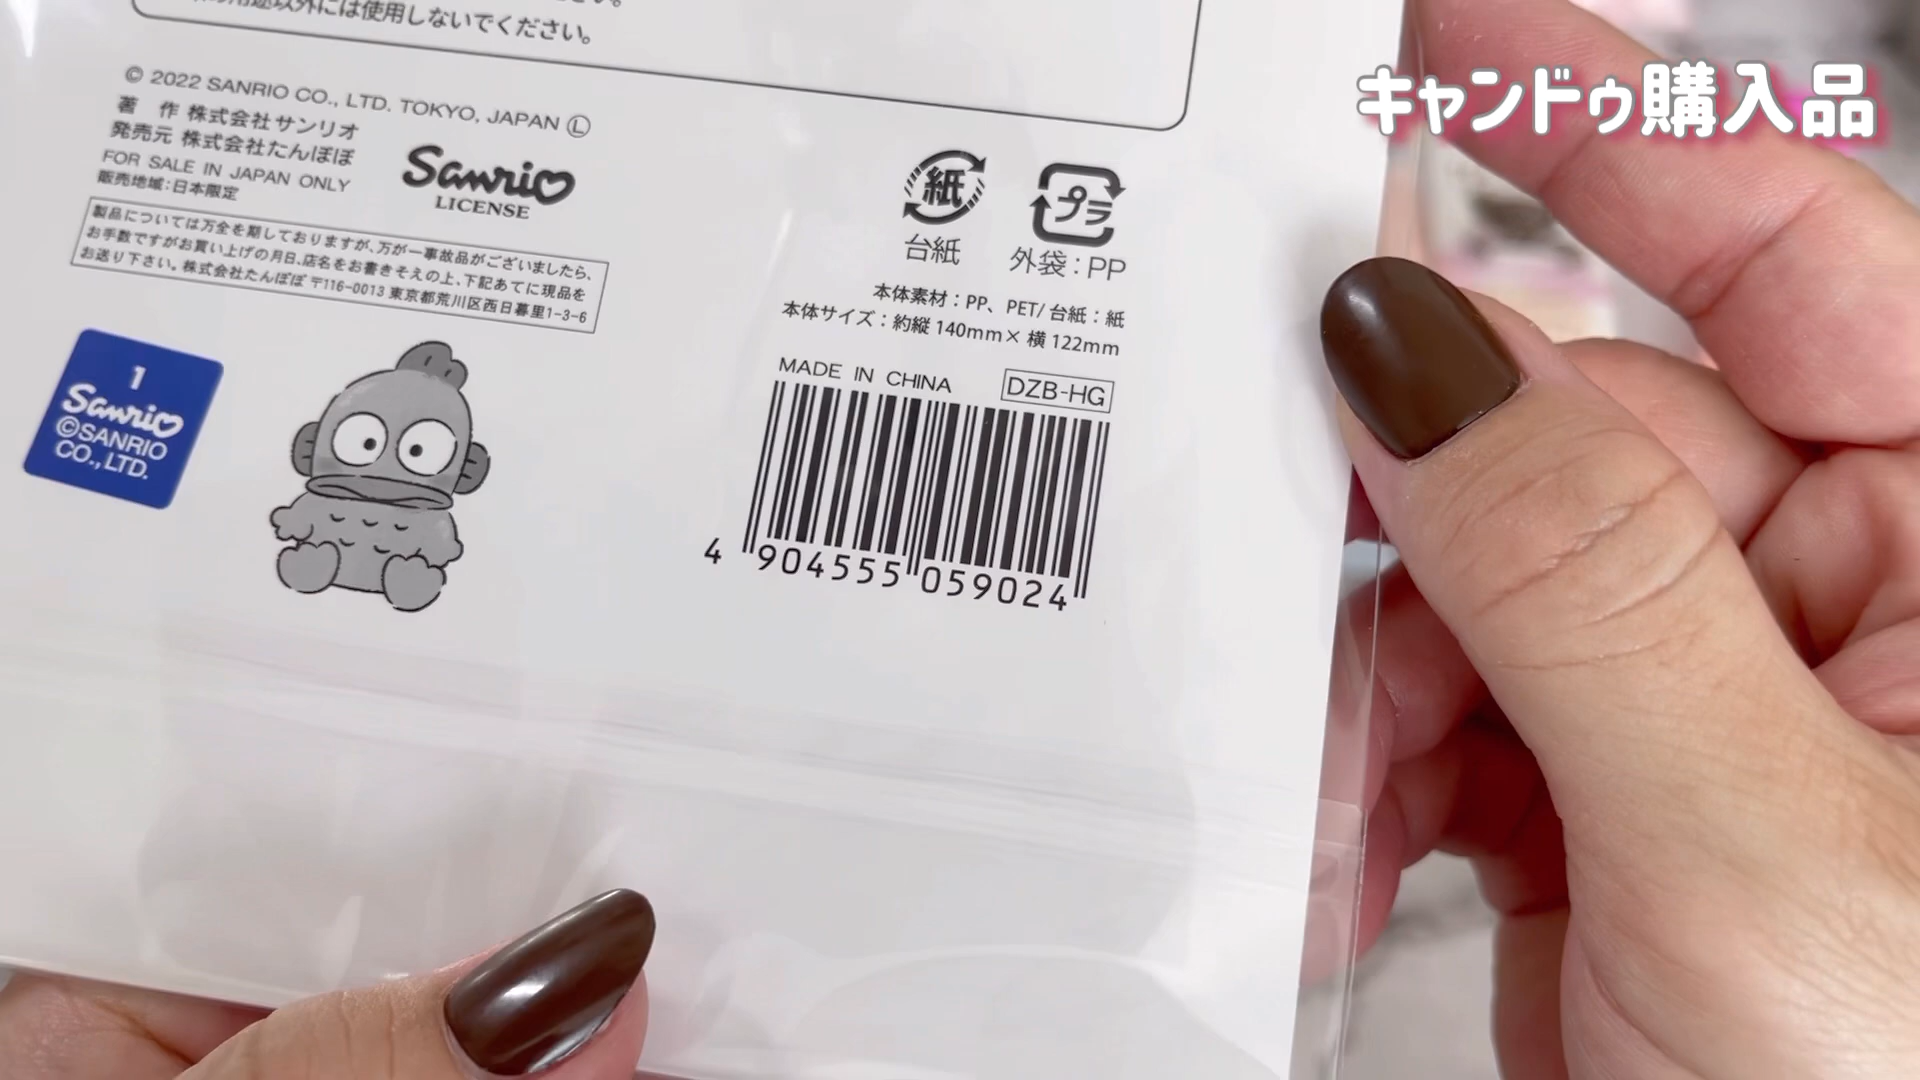 以外には使用しないでください。
キャンドゥ購入品
© 2022 SANRIO CO., LTD. TOKYO, JAPAN Ⓛ
著 作 株式会社サンリオ
発売元 株式会社たんぽぽ
FOR SALE IN JAPAN ONLY
販売地域:日本限定
Sanrio
LICENSE
製品については万全を期しておりますが、万が一事故品がございましたら、
お手数ですがお買い上げの月日、店名をお書きそえの上、下記あてに現品を
お送り下さい。株式会社たんぽぽ 〒116-0013 東京都荒川区西日暮里1-3-6
1
Sanrio
©SANRIO
CO., LTD.
紙
台紙
プラ
外袋:PP
本体素材:PP、PET/ 台紙:紙
本体サイズ:約縦 140mm× 横 122mm
MADE IN CHINA
DZB-HG
4 904555 059024